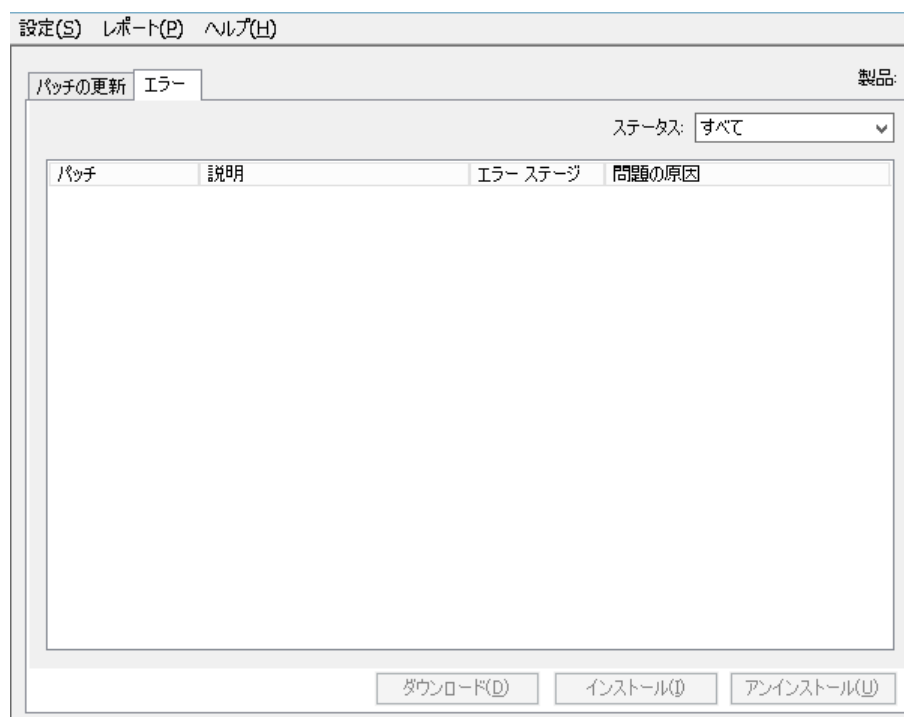 設定(S) レポート(P) ヘルプ(H)
製品:
パッチの更新 エラー
ステータス: すべて
パッチ 説明 エラー ステージ 問題の原因
ダウンロード(D) インストール(I) アンインストール(U)